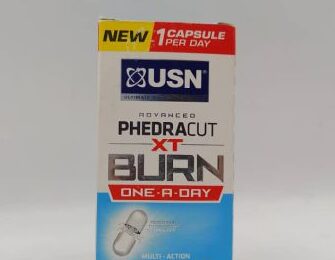 NEW
1 CAPSULE
PER DAY
USN
ADVANCED
PHEDRACUT
XT
BURN
ONE-A-DAY
MULTI-ACTION